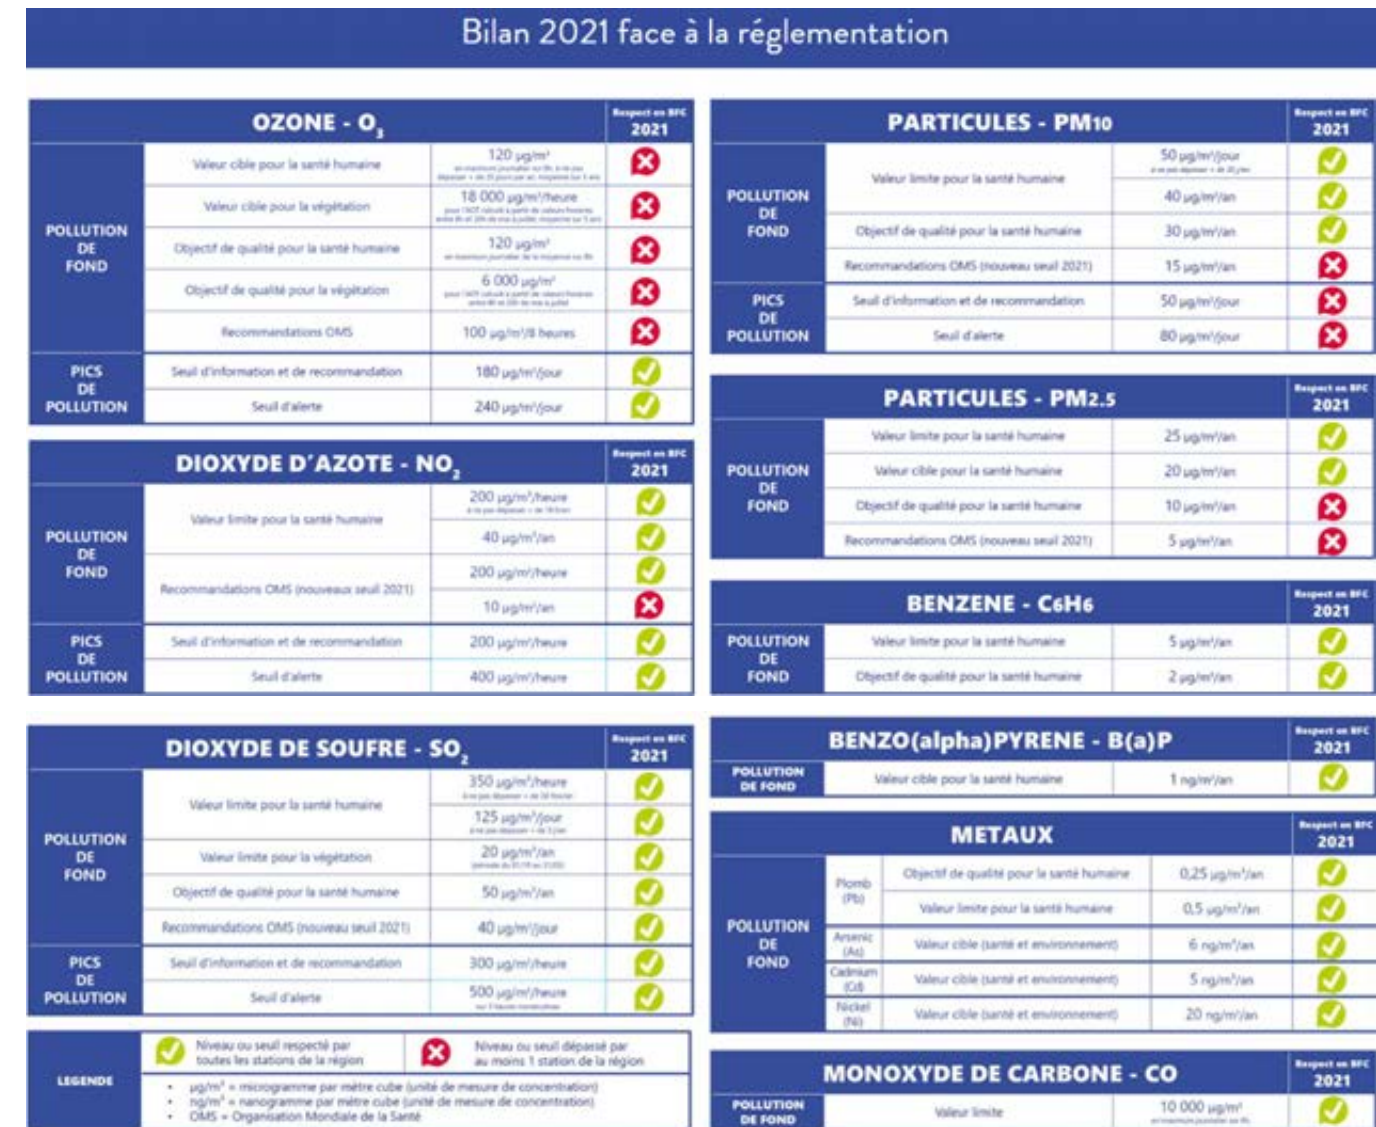 Bilan 2021 face à la réglementation
OZONE - O3
Respect en BFC
2021
POLLUTION
DE
FOND
Valeur cible pour la santé humaine
120 µg/m³
Valeur cible pour la végétation
18 000 µg/m³/heure
Objectif de qualité pour la santé humaine
120 µg/m³
Objectif de qualité pour la végétation
6 000 µg/m³
Recommandations OMS
100 µg/m³/8 heures
PICS
DE
POLLUTION
Seuil d'information et de recommandation
180 µg/m³/jour
Seuil d'alerte
240 µg/m³/jour
DIOXYDE D'AZOTE - NO2
Respect en BFC
2021
POLLUTION
DE
FOND
Valeur limite pour la santé humaine
200 µg/m³/heure
40 µg/m³/an
Recommandations OMS (nouveaux seuil 2021)
200 µg/m³/heure
10 µg/m³/an
PICS
DE
POLLUTION
Seuil d'information et de recommandation
200 µg/m³/heure
Seuil d'alerte
400 µg/m³/heure
DIOXYDE DE SOUFRE - SO2
Respect en BFC
2021
POLLUTION
DE
FOND
Valeur limite pour la santé humaine
350 µg/m³/heure
125 µg/m³/jour
Valeur limite pour la végétation
20 µg/m³/an
Objectif de qualité pour la santé humaine
50 µg/m³/an
Recommandations OMS (nouveau seuil 2021)
40 µg/m³/jour
PICS
DE
POLLUTION
Seuil d'information et de recommandation
300 µg/m³/heure
Seuil d'alerte
500 µg/m³/heure
LEGENDE
Niveau ou seuil respecté par
toutes les stations de la région
Niveau ou seuil dépassé par
au moins 1 station de la région
• µg/m³ = microgramme par mètre cube (unité de mesure de concentration)
• ng/m³ = nanogramme par mètre cube (unité de mesure de concentration)
• OMS = Organisation Mondiale de la Santé
PARTICULES - PM10
Respect en BFC
2021
POLLUTION
DE
FOND
Valeur limite pour la santé humaine
50 µg/m³/jour
40 µg/m³/an
Objectif de qualité pour la santé humaine
30 µg/m³/an
Recommandations OMS (nouveau seuil 2021)
15 µg/m³/an
PICS
DE
POLLUTION
Seuil d'information et de recommandation
50 µg/m³/jour
Seuil d'alerte
80 µg/m³/jour
PARTICULES - PM2.5
Respect en BFC
2021
POLLUTION
DE
FOND
Valeur limite pour la santé humaine
25 µg/m³/an
Valeur cible pour la santé humaine
20 µg/m³/an
Objectif de qualité pour la santé humaine
10 µg/m³/an
Recommandations OMS (nouveau seuil 2021)
5 µg/m³/an
BENZENE - C6H6
Respect en BFC
2021
POLLUTION
DE
FOND
Valeur limite pour la santé humaine
5 µg/m³/an
Objectif de qualité pour la santé humaine
2 µg/m³/an
BENZO(alpha)PYRENE - B(a)P
Respect en BFC
2021
POLLUTION
DE FOND
Valeur cible pour la santé humaine
1 ng/m³/an
METAUX
Respect en BFC
2021
POLLUTION
DE
FOND
Plomb
(Pb)
Objectif de qualité pour la santé humaine
0,25 µg/m³/an
Valeur limite pour la santé humaine
0,5 µg/m³/an
Arsenic
(As)
Valeur cible (santé et environnement)
6 ng/m³/an
Cadmium
(Cd)
Valeur cible (santé et environnement)
5 ng/m³/an
Nickel
(Ni)
Valeur cible (santé et environnement)
20 ng/m³/an
MONOXYDE DE CARBONE - CO
Respect en BFC
2021
POLLUTION
DE FOND
Valeur limite
10 000 µg/m³